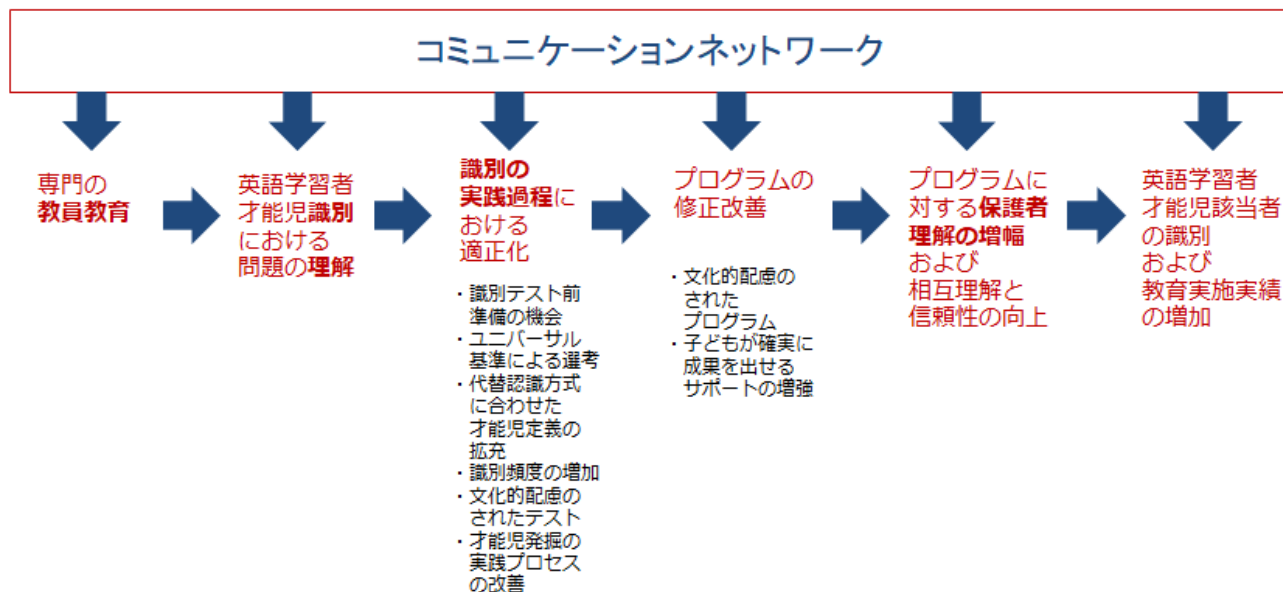 コミュニケーションネットワーク
専門の
教員教育
英語学習者
才能児識別
における
問題の理解
識別の
実践過程に
おける
適正化
・識別テスト前
準備の機会
・ユニバーサル
基準による選考
・代替認識方式
に合わせた
才能児定義の
拡充
・識別頻度の増加
・文化的配慮の
されたテスト
・才能児発掘の
実践プロセス
の改善
プログラムの
修正改善
・文化的配慮の
された
プログラム
・子どもが確実に
成果を出せる
サポートの増強
プログラムに
対する保護者
理解の増幅
および
相互理解と
信頼性の向上
英語学習者
才能児該当者
の識別
および
教育実施実績
の増加